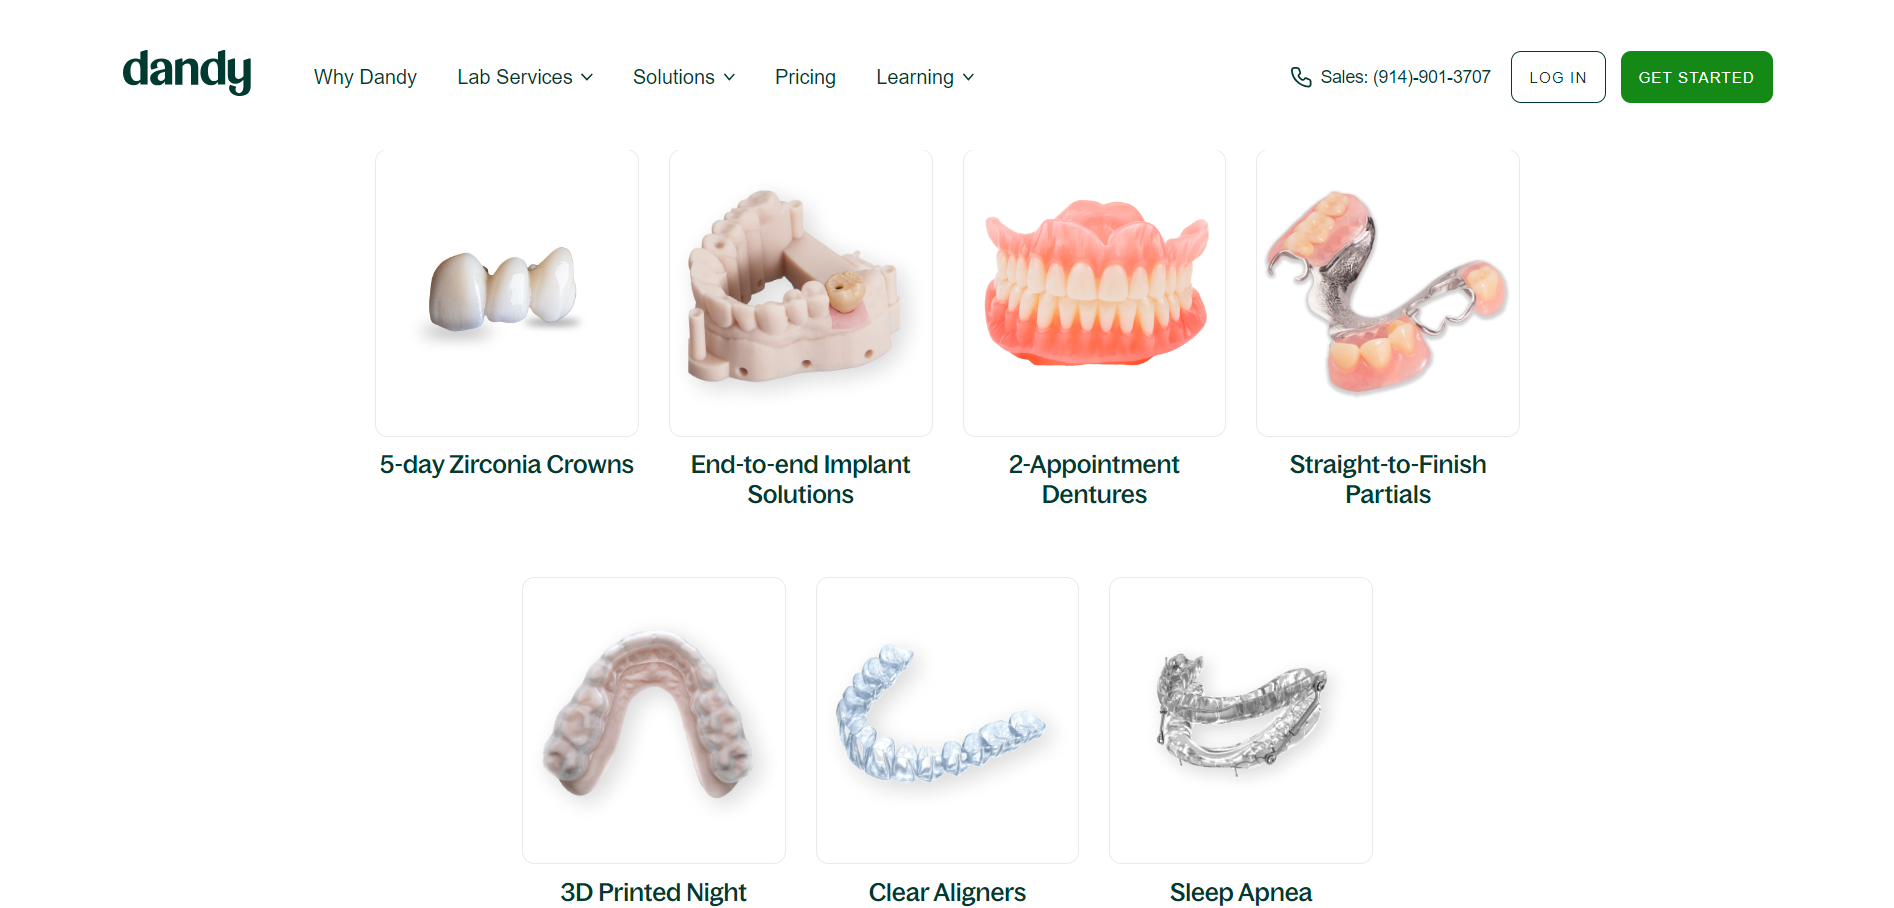 dandy
Why Dandy
Lab Services
Solutions
Pricing
Learning
Sales: (914)-901-3707
LOG IN
GET STARTED
5-day Zirconia Crowns
End-to-end Implant
Solutions
2-Appointment
Dentures
Straight-to-Finish
Partials
3D Printed Night
Clear Aligners
Sleep Apnea